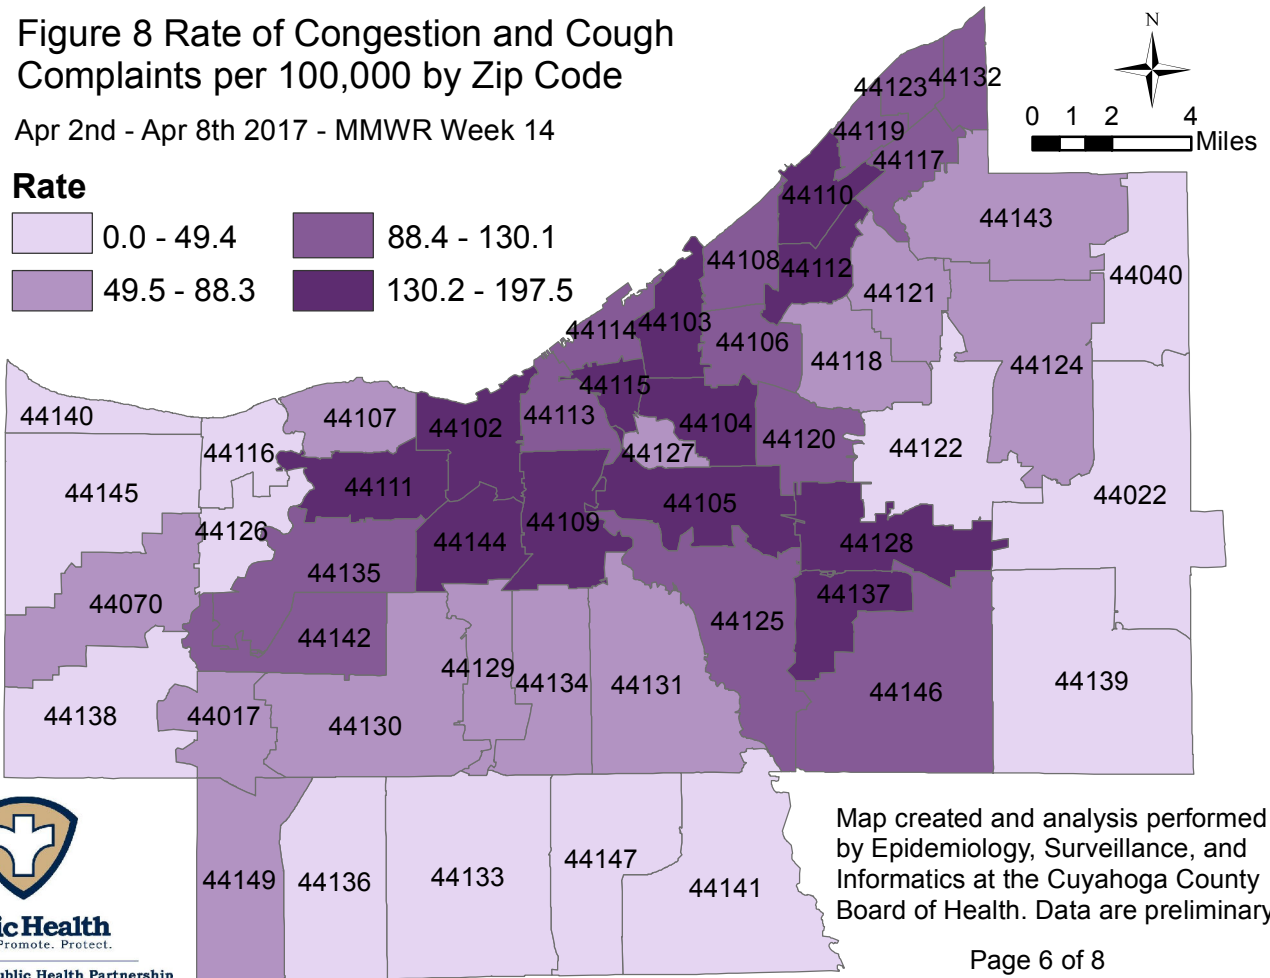 Figure 8 Rate of Congestion and Cough
Complaints per 100,000 by Zip Code
Apr 2nd - Apr 8th 2017 - MMWR Week 14
Rate
0.0 - 49.4
88.4 - 130.1
49.5 - 88.3
130.2 - 197.5
N
0 1 2 4
Miles
44123
44132
44119
44117
44110
44143
44108
44112
44040
44121
44114
44103
44106
44118
44124
44115
44140
44107
44102
44113
44104
44120
44116
44127
44122
44145
44111
44105
44022
44126
44144
44109
44128
44135
44070
44137
44142
44125
44129
44134
44131
44146
44139
44138
44017
44130
44149
44136
44133
44147
44141
ic Health
Promote. Protect.
ublic Health Partnership
Map created and analysis performed
by Epidemiology, Surveillance, and
Informatics at the Cuyahoga County
Board of Health. Data are preliminary
Page 6 of 8